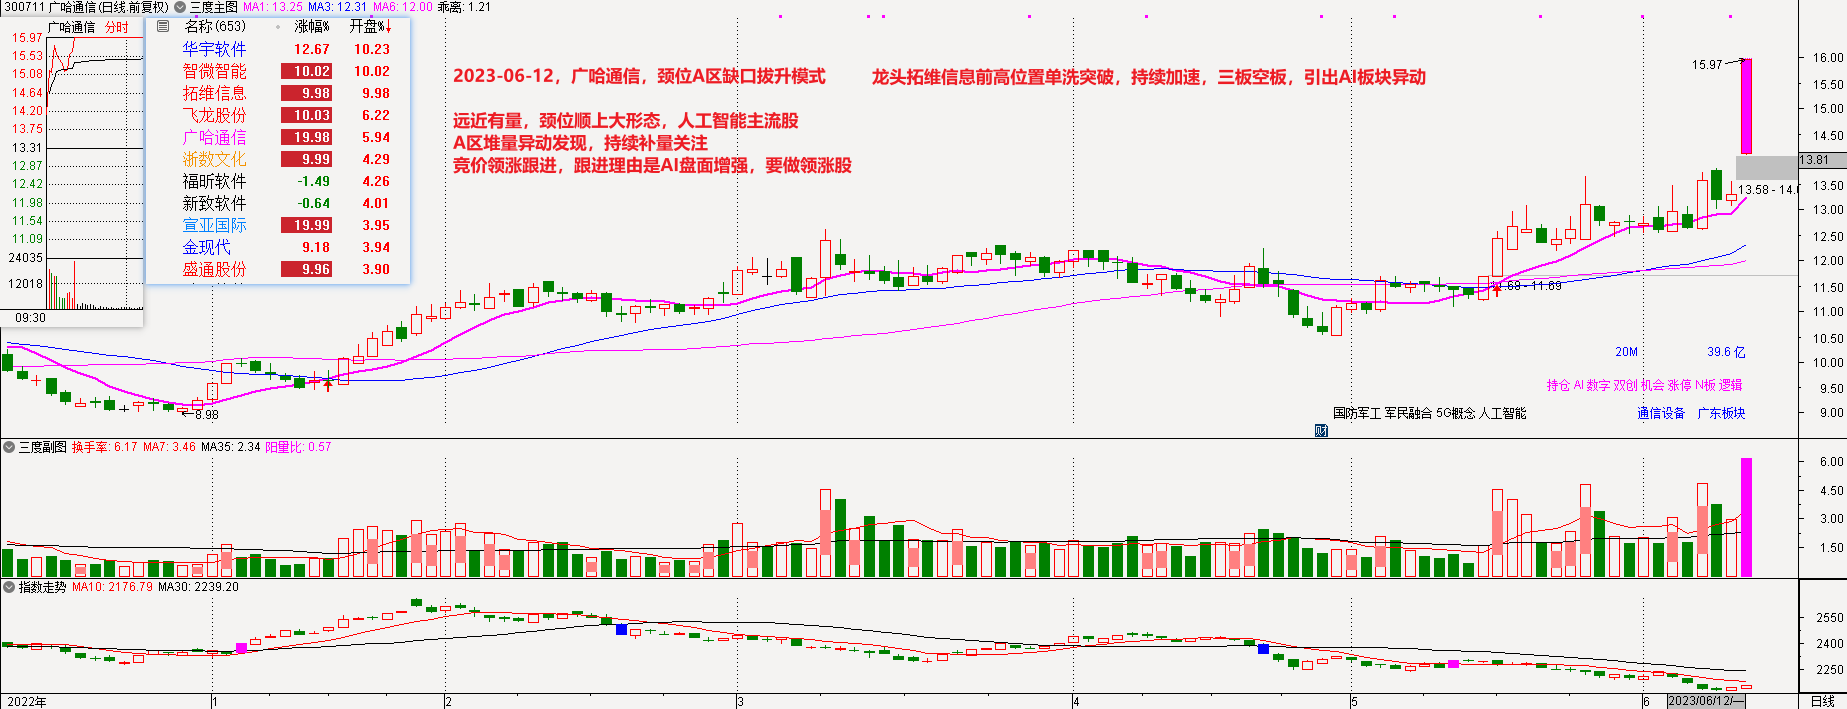 300711 广哈通信(日线.前复权) 三度主图 MA1: 13.25 MA3: 12.31 MA6: 12.00 乖离: 1.21
广哈通信 分时
15.97
15.53
15.08
14.64
14.20
13.75
13.31
12.87
12.42
11.98
11.54
11.09
24035
12018
09:30
名称(653) 涨幅% 开盘%↓
华宇软件 12.67 10.23
智微智能 10.02 10.02
拓维信息 9.98 9.98
飞龙股份 10.03 6.22
广哈通信 19.98 5.94
浙数文化 9.99 4.29
福昕软件 -1.49 4.26
新致软件 -0.64 4.01
宣亚国际 19.99 3.95
金现代 9.18 3.94
盛通股份 9.96 3.90
2023-06-12，广哈通信，颈位A区缺口拔升模式 龙头拓维信息前高位置单洗突破，持续加速，三板空板，引出AI板块异动
远近有量，颈位顺上大形态，人工智能主流股
A区堆量异动发现，持续补量关注
竞价领涨跟进，跟进理由是AI盘面增强，要做领涨股
15.97
13.58 - 14.0
11.69
8.98
16.00
15.50
15.00
14.50
13.81
13.50
13.00
12.50
12.00
11.50
11.00
10.50
10.00
9.50
9.00
20M 39.6 亿
持仓 AI 数字 双创 机会 涨停 N板 逻辑
国防军工 军民融合 5G概念 人工智能 通信设备 广东板块
财
三度副图 换手率: 6.17 MA7: 3.46 MA35: 2.34 阳量比: 0.57
6.00
4.50
3.00
1.50
指数走势 MA10: 2176.79 MA30: 2239.20
2550
2400
2250
2022年 1 2 3 4 5 6 2023/06/12/一 日线